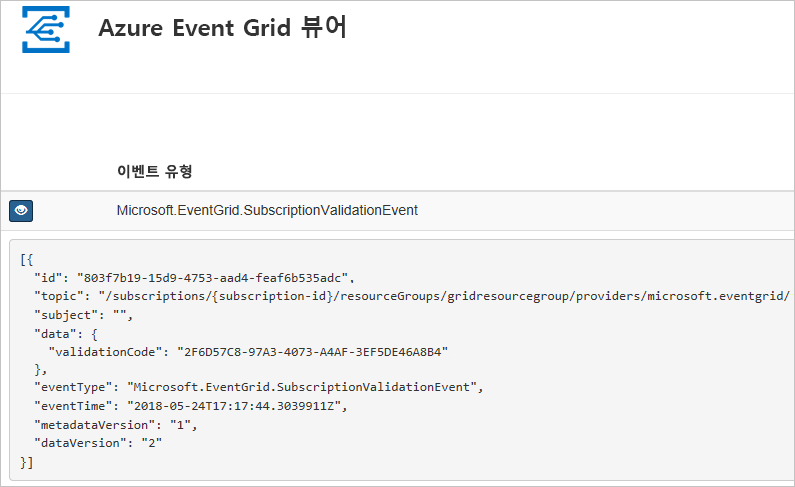 Azure Event Grid 뷰어
이벤트 유형
Microsoft.EventGrid.SubscriptionValidationEvent
[{
  "id": "803f7b19-15d9-4753-aad4-feaf6b535adc",
  "topic": "/subscriptions/{subscription-id}/resourceGroups/gridresourcegroup/providers/microsoft.eventgrid/
  "subject": "",
  "data": {
    "validationCode": "2F6D57C8-97A3-4073-A4AF-3EF5DE46A8B4"
  },
  "eventType": "Microsoft.EventGrid.SubscriptionValidationEvent",
  "eventTime": "2018-05-24T17:17:44.3039911Z",
  "metadataVersion": "1",
  "dataVersion": "2"
}]